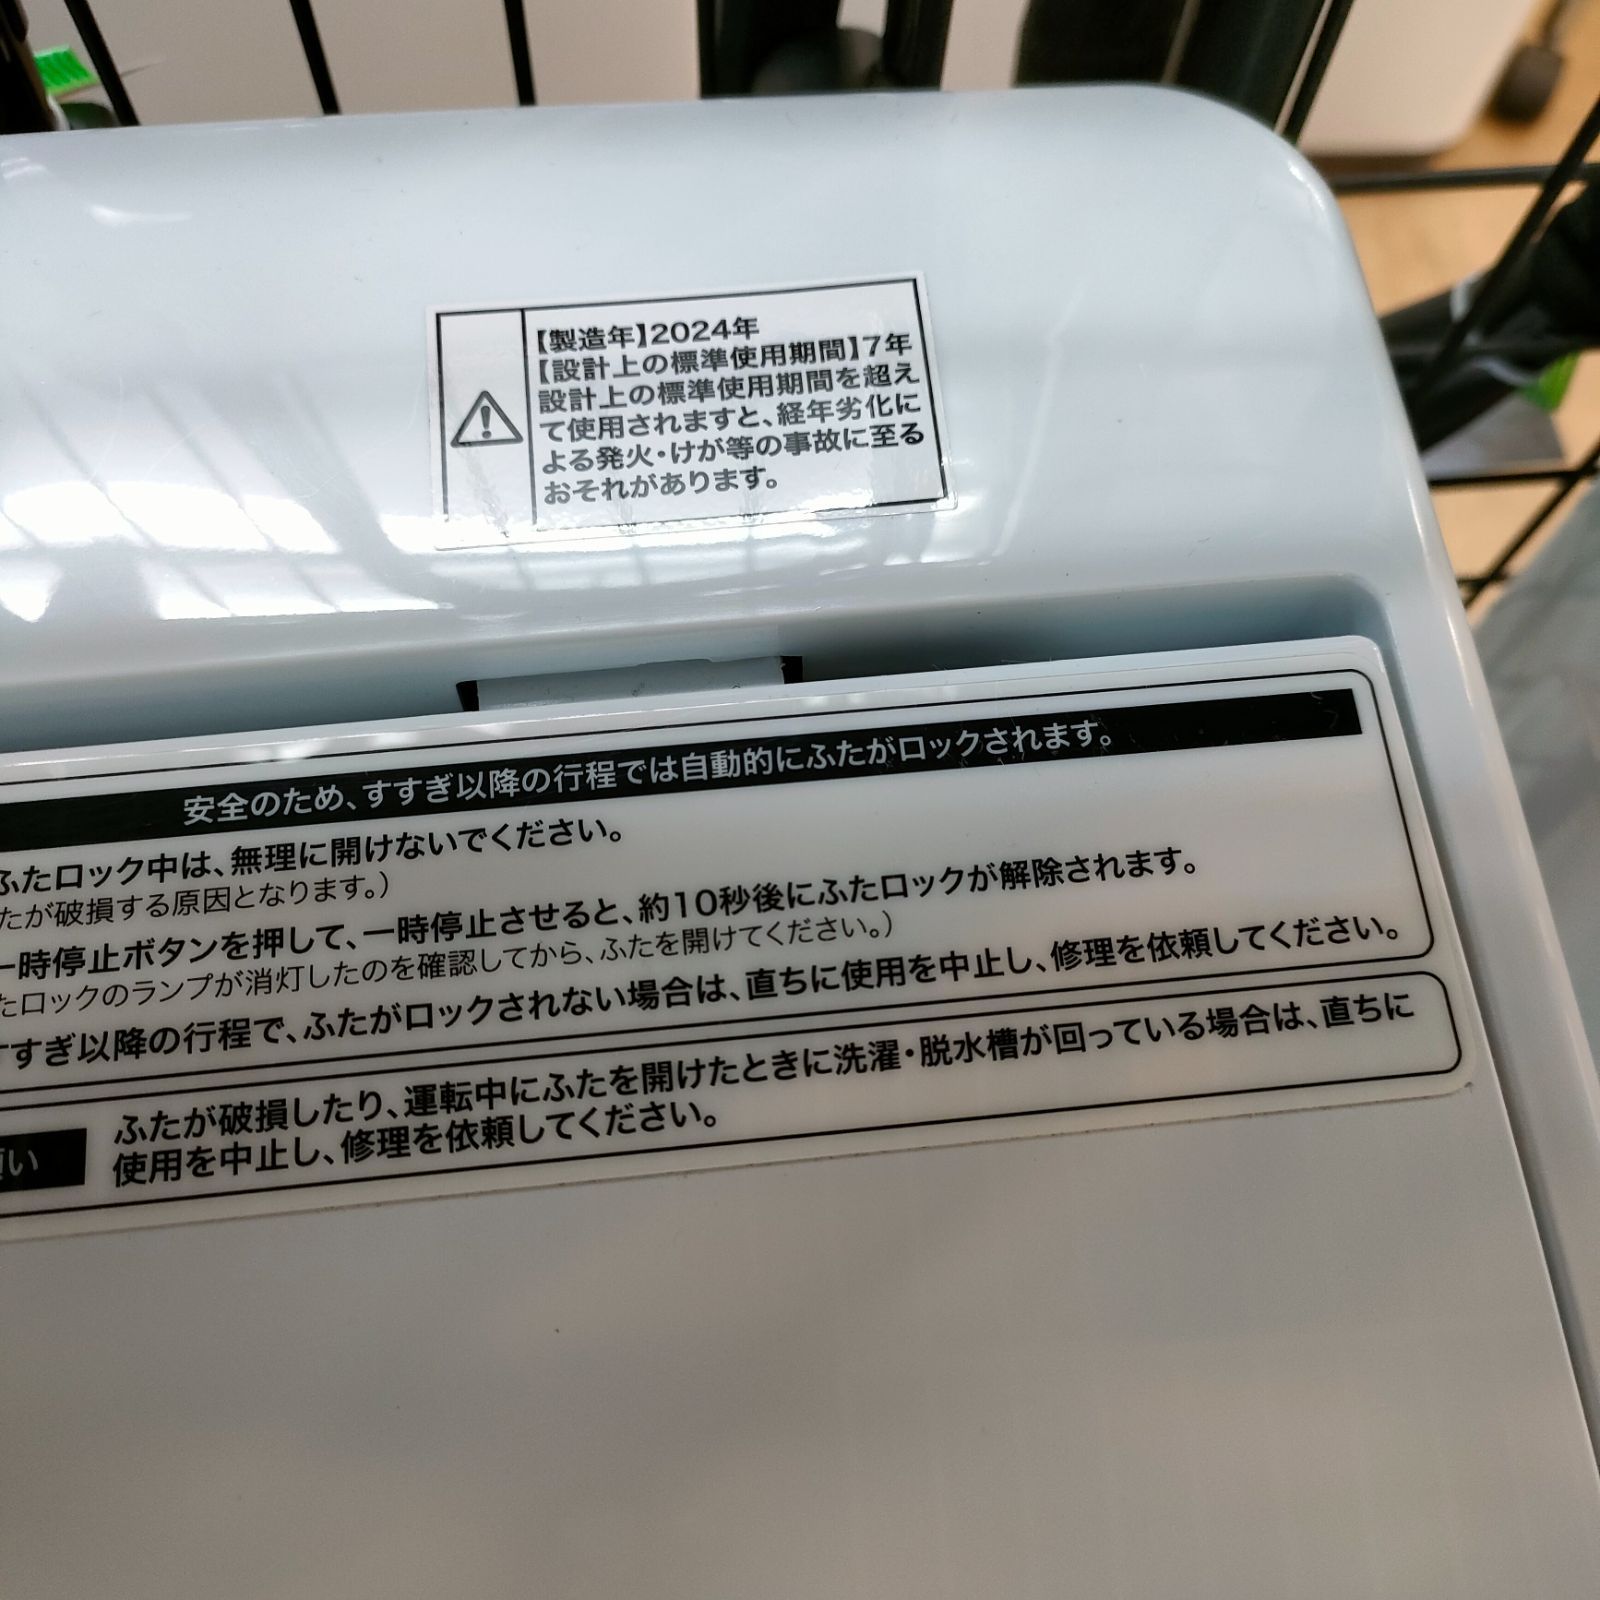 【製造年】2024年
【設計上の標準使用期間】7年
設計上の標準使用期間を超え
て使用されますと、経年劣化に
よる発火・けが等の事故に至る
おそれがあります。
安全のため、すすぎ以降の行程では自動的にふたがロックされます。
ふたロック中は、無理に開けないでください。
たが破損する原因となります。）
一時停止ボタンを押して、一時停止させると、約10秒後にふたロックが解除されます。
たロックのランプが消灯したのを確認してから、ふたを開けてください。）
すすぎ以降の行程で、ふたがロックされない場合は、直ちに使用を中止し、修理を依頼してください。
ふたが破損したり、運転中にふたを開けたときに洗濯・脱水槽が回っている場合は、直ちに
使用を中止し、修理を依頼してください。